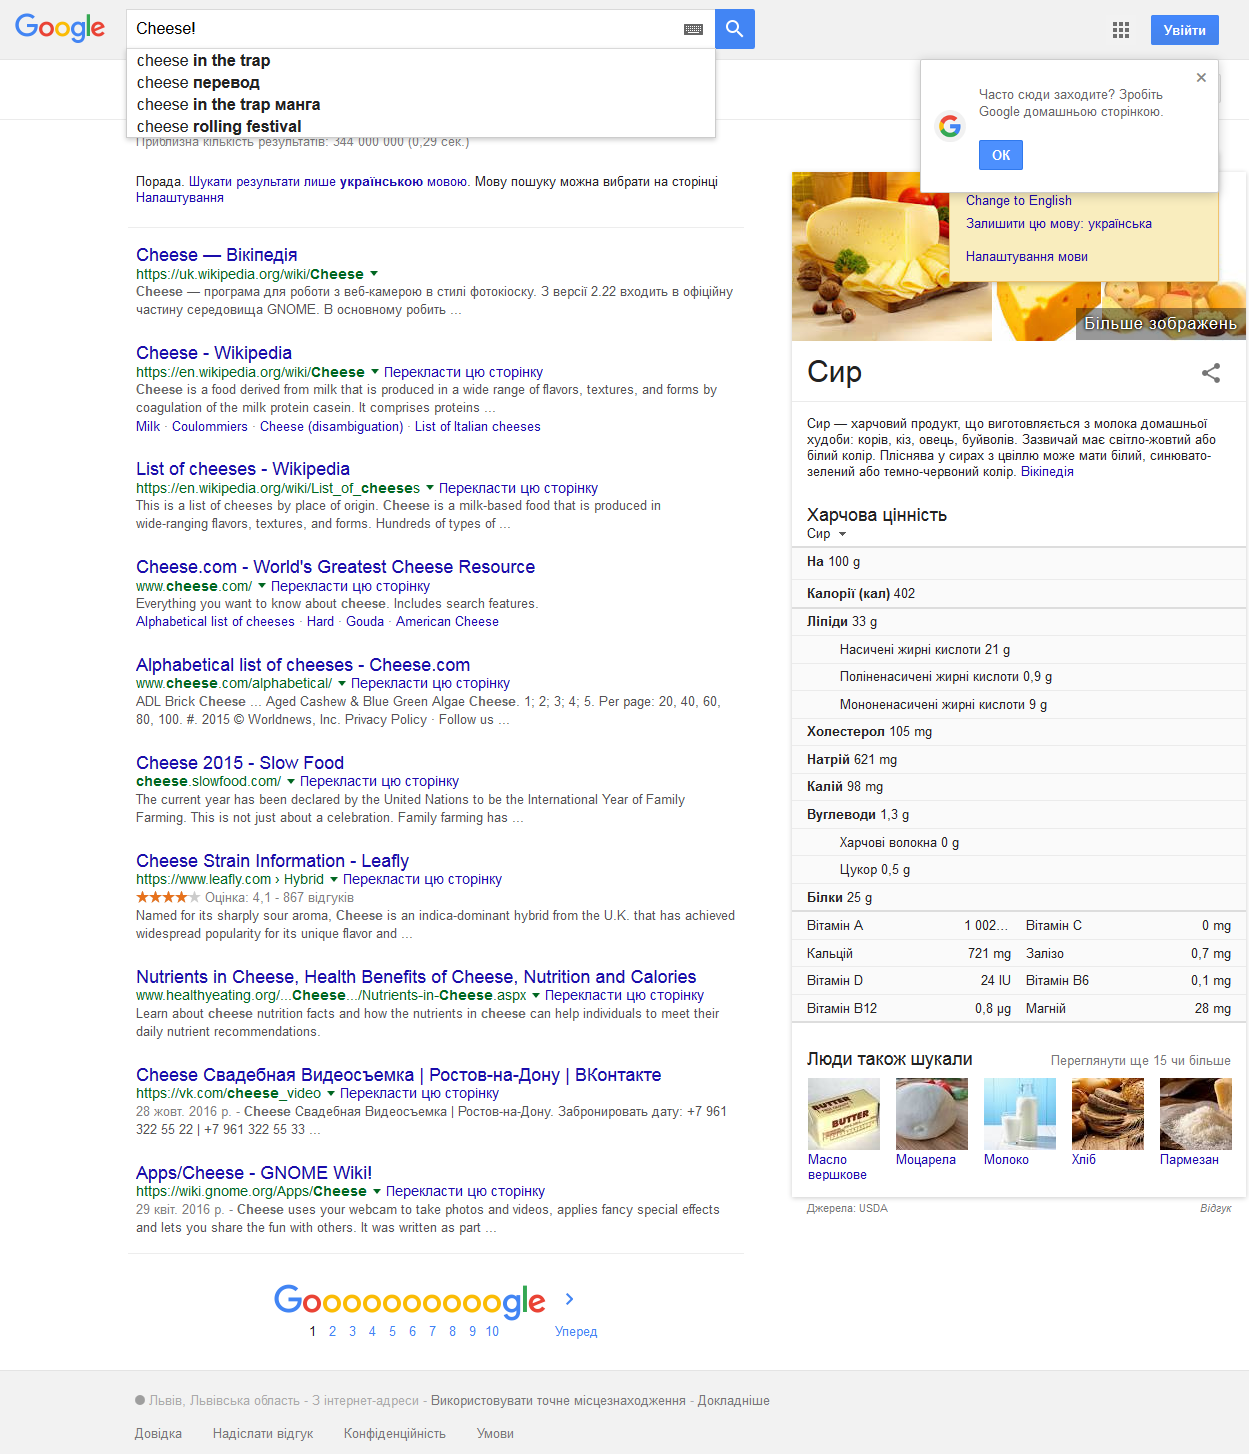 Google
Cheese!
Увійти
cheese in the trap
cheese перевод
cheese in the trap манга
cheese rolling festival
Часто сюди заходите? Зробіть
Google домашньою сторінкою.
ОК
Приблизна кількість результатів: 344 000 000 (0,29 сек.)
Порада. Шукати результати лише українською мовою. Мову пошуку можна вибрати на сторінці
Налаштування
Change to English
Залишити цю мову: українська
Налаштування мови
Більше зображень
Cheese — Вікіпедія
https://uk.wikipedia.org/wiki/Cheese
Cheese — програма для роботи з веб-камерою в стилі фотокіоску. З версії 2.22 входить в офіційну
частину середовища GNOME. В основному робить ...
Cheese - Wikipedia
https://en.wikipedia.org/wiki/Cheese Перекласти цю сторінку
Cheese is a food derived from milk that is produced in a wide range of flavors, textures, and forms by
coagulation of the milk protein casein. It comprises proteins ...
Milk · Coulommiers · Cheese (disambiguation) · List of Italian cheeses
List of cheeses - Wikipedia
https://en.wikipedia.org/wiki/List_of_cheeses Перекласти цю сторінку
This is a list of cheeses by place of origin. Cheese is a milk-based food that is produced in
wide-ranging flavors, textures, and forms. Hundreds of types of ...
Cheese.com - World's Greatest Cheese Resource
www.cheese.com/ Перекласти цю сторінку
Everything you want to know about cheese. Includes search features.
Alphabetical list of cheeses · Hard · Gouda · American Cheese
Alphabetical list of cheeses - Cheese.com
www.cheese.com/alphabetical/ Перекласти цю сторінку
ADL Brick Cheese ... Aged Cashew & Blue Green Algae Cheese. 1; 2; 3; 4; 5. Per page: 20, 40, 60,
80, 100. #. 2015 © Worldnews, Inc. Privacy Policy · Follow us ...
Cheese 2015 - Slow Food
cheese.slowfood.com/ Перекласти цю сторінку
The current year has been declared by the United Nations to be the International Year of Family
Farming. This is not just about a celebration. Family farming has ...
Cheese Strain Information - Leafly
https://www.leafly.com › Hybrid Перекласти цю сторінку
Оцінка: 4,1 - 867 відгуків
Named for its sharply sour aroma, Cheese is an indica-dominant hybrid from the U.K. that has achieved
widespread popularity for its unique flavor and ...
Nutrients in Cheese, Health Benefits of Cheese, Nutrition and Calories
www.healthyeating.org/...Cheese.../Nutrients-in-Cheese.aspx Перекласти цю сторінку
Learn about cheese nutrition facts and how the nutrients in cheese can help individuals to meet their
daily nutrient recommendations.
Cheese Свадебная Видеосъемка | Ростов-на-Дону | ВКонтакте
https://vk.com/cheese_video Перекласти цю сторінку
28 жовт. 2016 р. - Cheese Свадебная Видеосъемка | Ростов-на-Дону. Забронировать дату: +7 961
322 55 22 | +7 961 322 55 33 ...
Apps/Cheese - GNOME Wiki!
https://wiki.gnome.org/Apps/Cheese Перекласти цю сторінку
29 квіт. 2016 р. - Cheese uses your webcam to take photos and videos, applies fancy special effects
and lets you share the fun with others. It was written as part ...
Сир
Сир — харчовий продукт, що виготовляється з молока домашньої
худоби: корів, кіз, овець, буйволів. Зазвичай має світло-жовтий або
білий колір. Пліснява у сирах з цвіллю може мати білий, синювато-
зелений або темно-червоний колір. Вікіпедія
Харчова цінність
Сир
На 100 g
Калорії (кал) 402
Ліпіди 33 g
Насичені жирні кислоти 21 g
Поліненасичені жирні кислоти 0,9 g
Мононенасичені жирні кислоти 9 g
Холестерол 105 mg
Натрій 621 mg
Калій 98 mg
Вуглеводи 1,3 g
Харчові волокна 0 g
Цукор 0,5 g
Білки 25 g
Вітамін A 1 002... Вітамін C 0 mg
Кальцій 721 mg Залізо 0,7 mg
Вітамін D 24 IU Вітамін B6 0,1 mg
Вітамін B12 0,8 µg Магній 28 mg
Люди також шукали Переглянути ще 15 чи більше
BUTTER
BUTTER
Масло
вершкове
Моцарела
Молоко
Хліб
Пармезан
Джерела: USDA Відгук
Goooooooooogle
1 2 3 4 5 6 7 8 9 10 Уперед
Львів, Львівська область - З інтернет-адреси - Використовувати точне місцезнаходження - Докладніше
Довідка Надіслати відгук Конфіденційність Умови